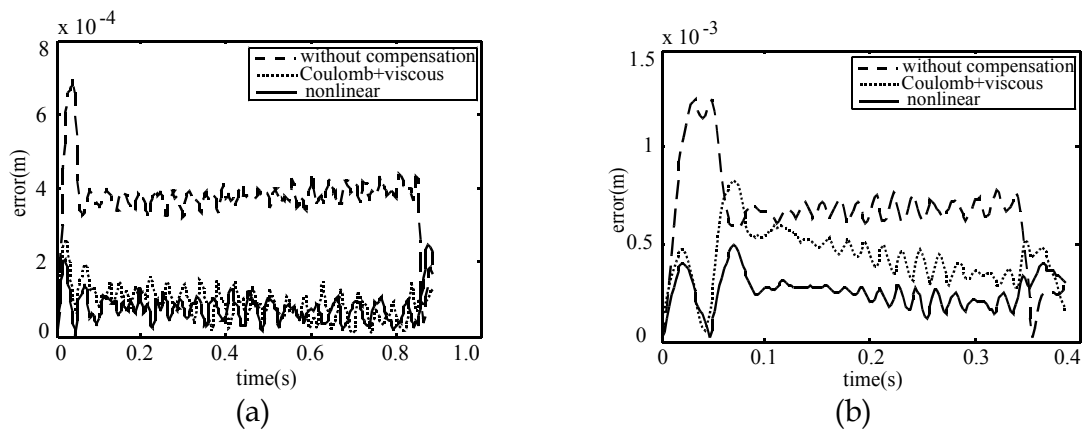 x 10 -4
8
6
4
2
0
error(m)
without compensation
Coulomb+viscous
nonlinear
0 0.2 0.4 0.6 0.8 1.0
time(s)
(a)
x 10 -3
1.5
1
0.5
0
error(m)
without compensation
Coulomb+viscous
nonlinear
0 0.1 0.2 0.3 0.4
time(s)
(b)